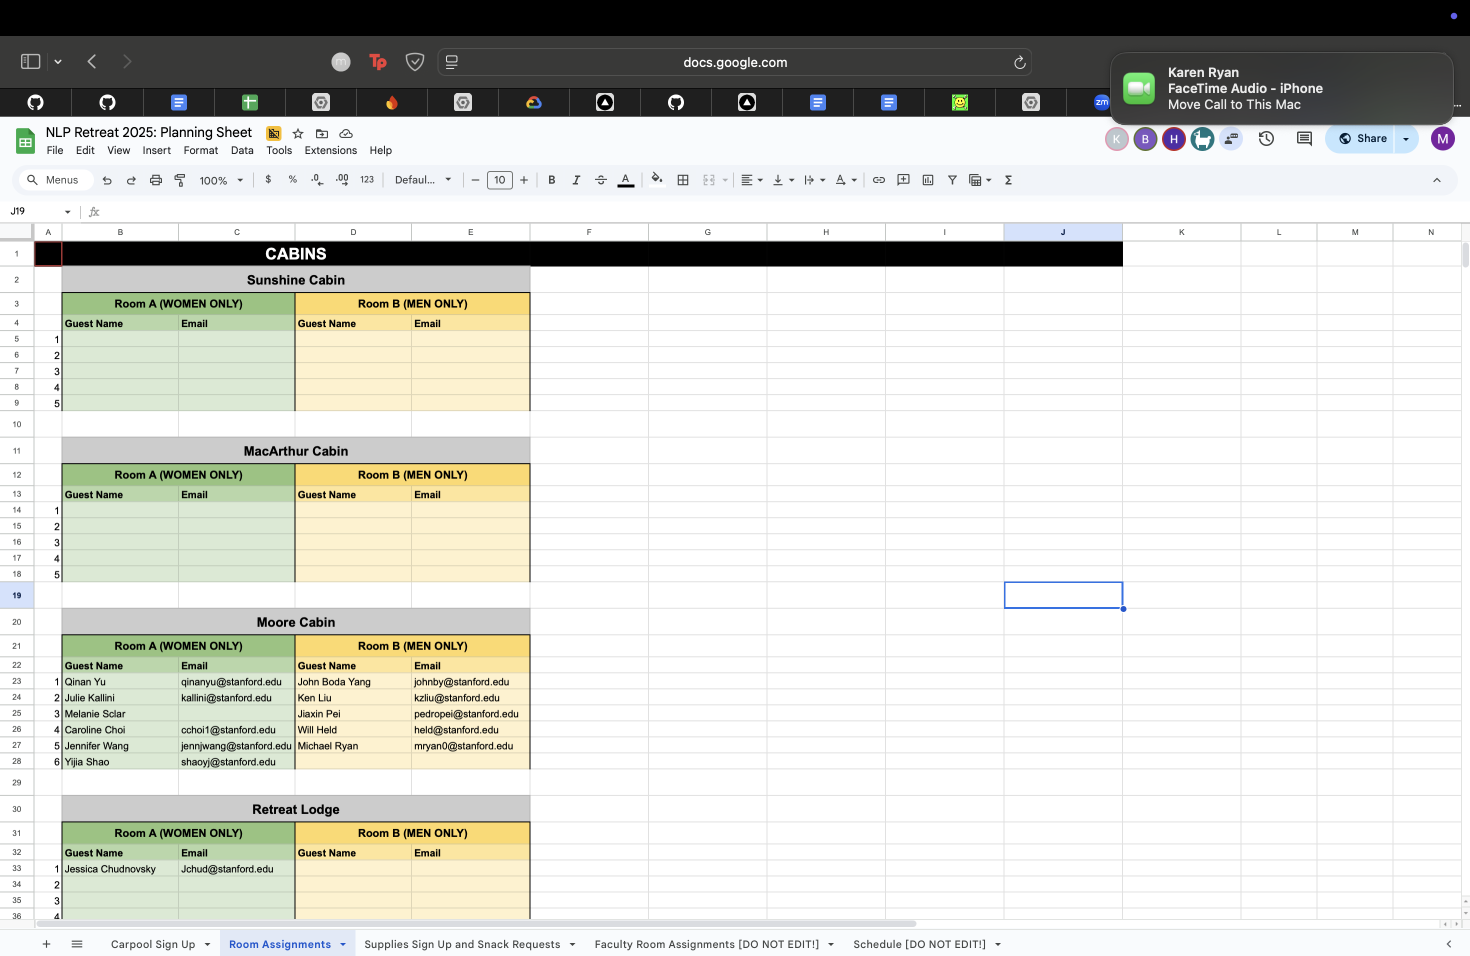 docs.google.com
Karen Ryan
FaceTime Audio - iPhone
Move Call to This Mac
NLP Retreat 2025: Planning Sheet
File Edit View Insert Format Data Tools Extensions Help
K B H Share M
Menus 100% $ % .0 .00 123 Defaul... 10 B I A
J19 fx
A B C D E F G H I J K L M N
1 CABINS
2 Sunshine Cabin
3 Room A (WOMEN ONLY) Room B (MEN ONLY)
4 Guest Name Email Guest Name Email
5 1
6 2
7 3
8 4
9 5
10
11 MacArthur Cabin
12 Room A (WOMEN ONLY) Room B (MEN ONLY)
13 Guest Name Email Guest Name Email
14 1
15 2
16 3
17 4
18 5
19
20 Moore Cabin
21 Room A (WOMEN ONLY) Room B (MEN ONLY)
22 Guest Name Email Guest Name Email
23 1 Qinan Yu qinanyu@stanford.edu John Boda Yang johnby@stanford.edu
24 2 Julie Kallini kallini@stanford.edu Ken Liu kzliu@stanford.edu
25 3 Melanie Sclar Jiaxin Pei pedropei@stanford.edu
26 4 Caroline Choi cchoi1@stanford.edu Will Held held@stanford.edu
27 5 Jennifer Wang jennjwang@stanford.edu Michael Ryan mryan0@stanford.edu
28 6 Yijia Shao shaoyj@stanford.edu
29
30 Retreat Lodge
31 Room A (WOMEN ONLY) Room B (MEN ONLY)
32 Guest Name Email Guest Name Email
33 1 Jessica Chudnovsky Jchud@stanford.edu
34 2
35 3
36 4
Carpool Sign Up Room Assignments Supplies Sign Up and Snack Requests Faculty Room Assignments [DO NOT EDIT!] Schedule [DO NOT EDIT!]